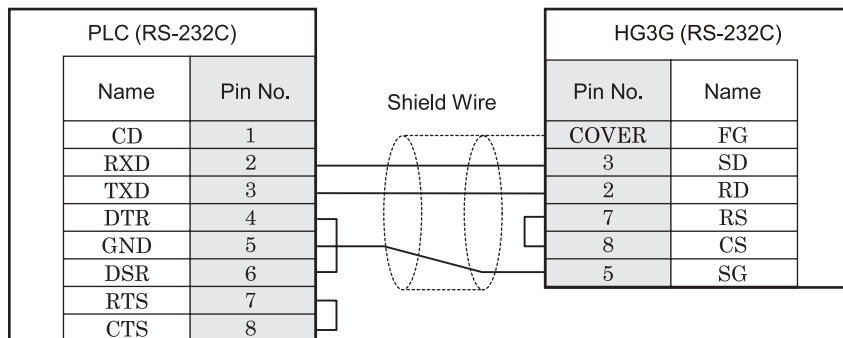 PLC (RS-232C)
Name Pin No.
CD 1
RXD 2
TXD 3
DTR 4
GND 5
DSR 6
RTS 7
CTS 8
Shield Wire
HG3G (RS-232C)
Pin No. Name
COVER FG
3 SD
2 RD
7 RS
8 CS
5 SG